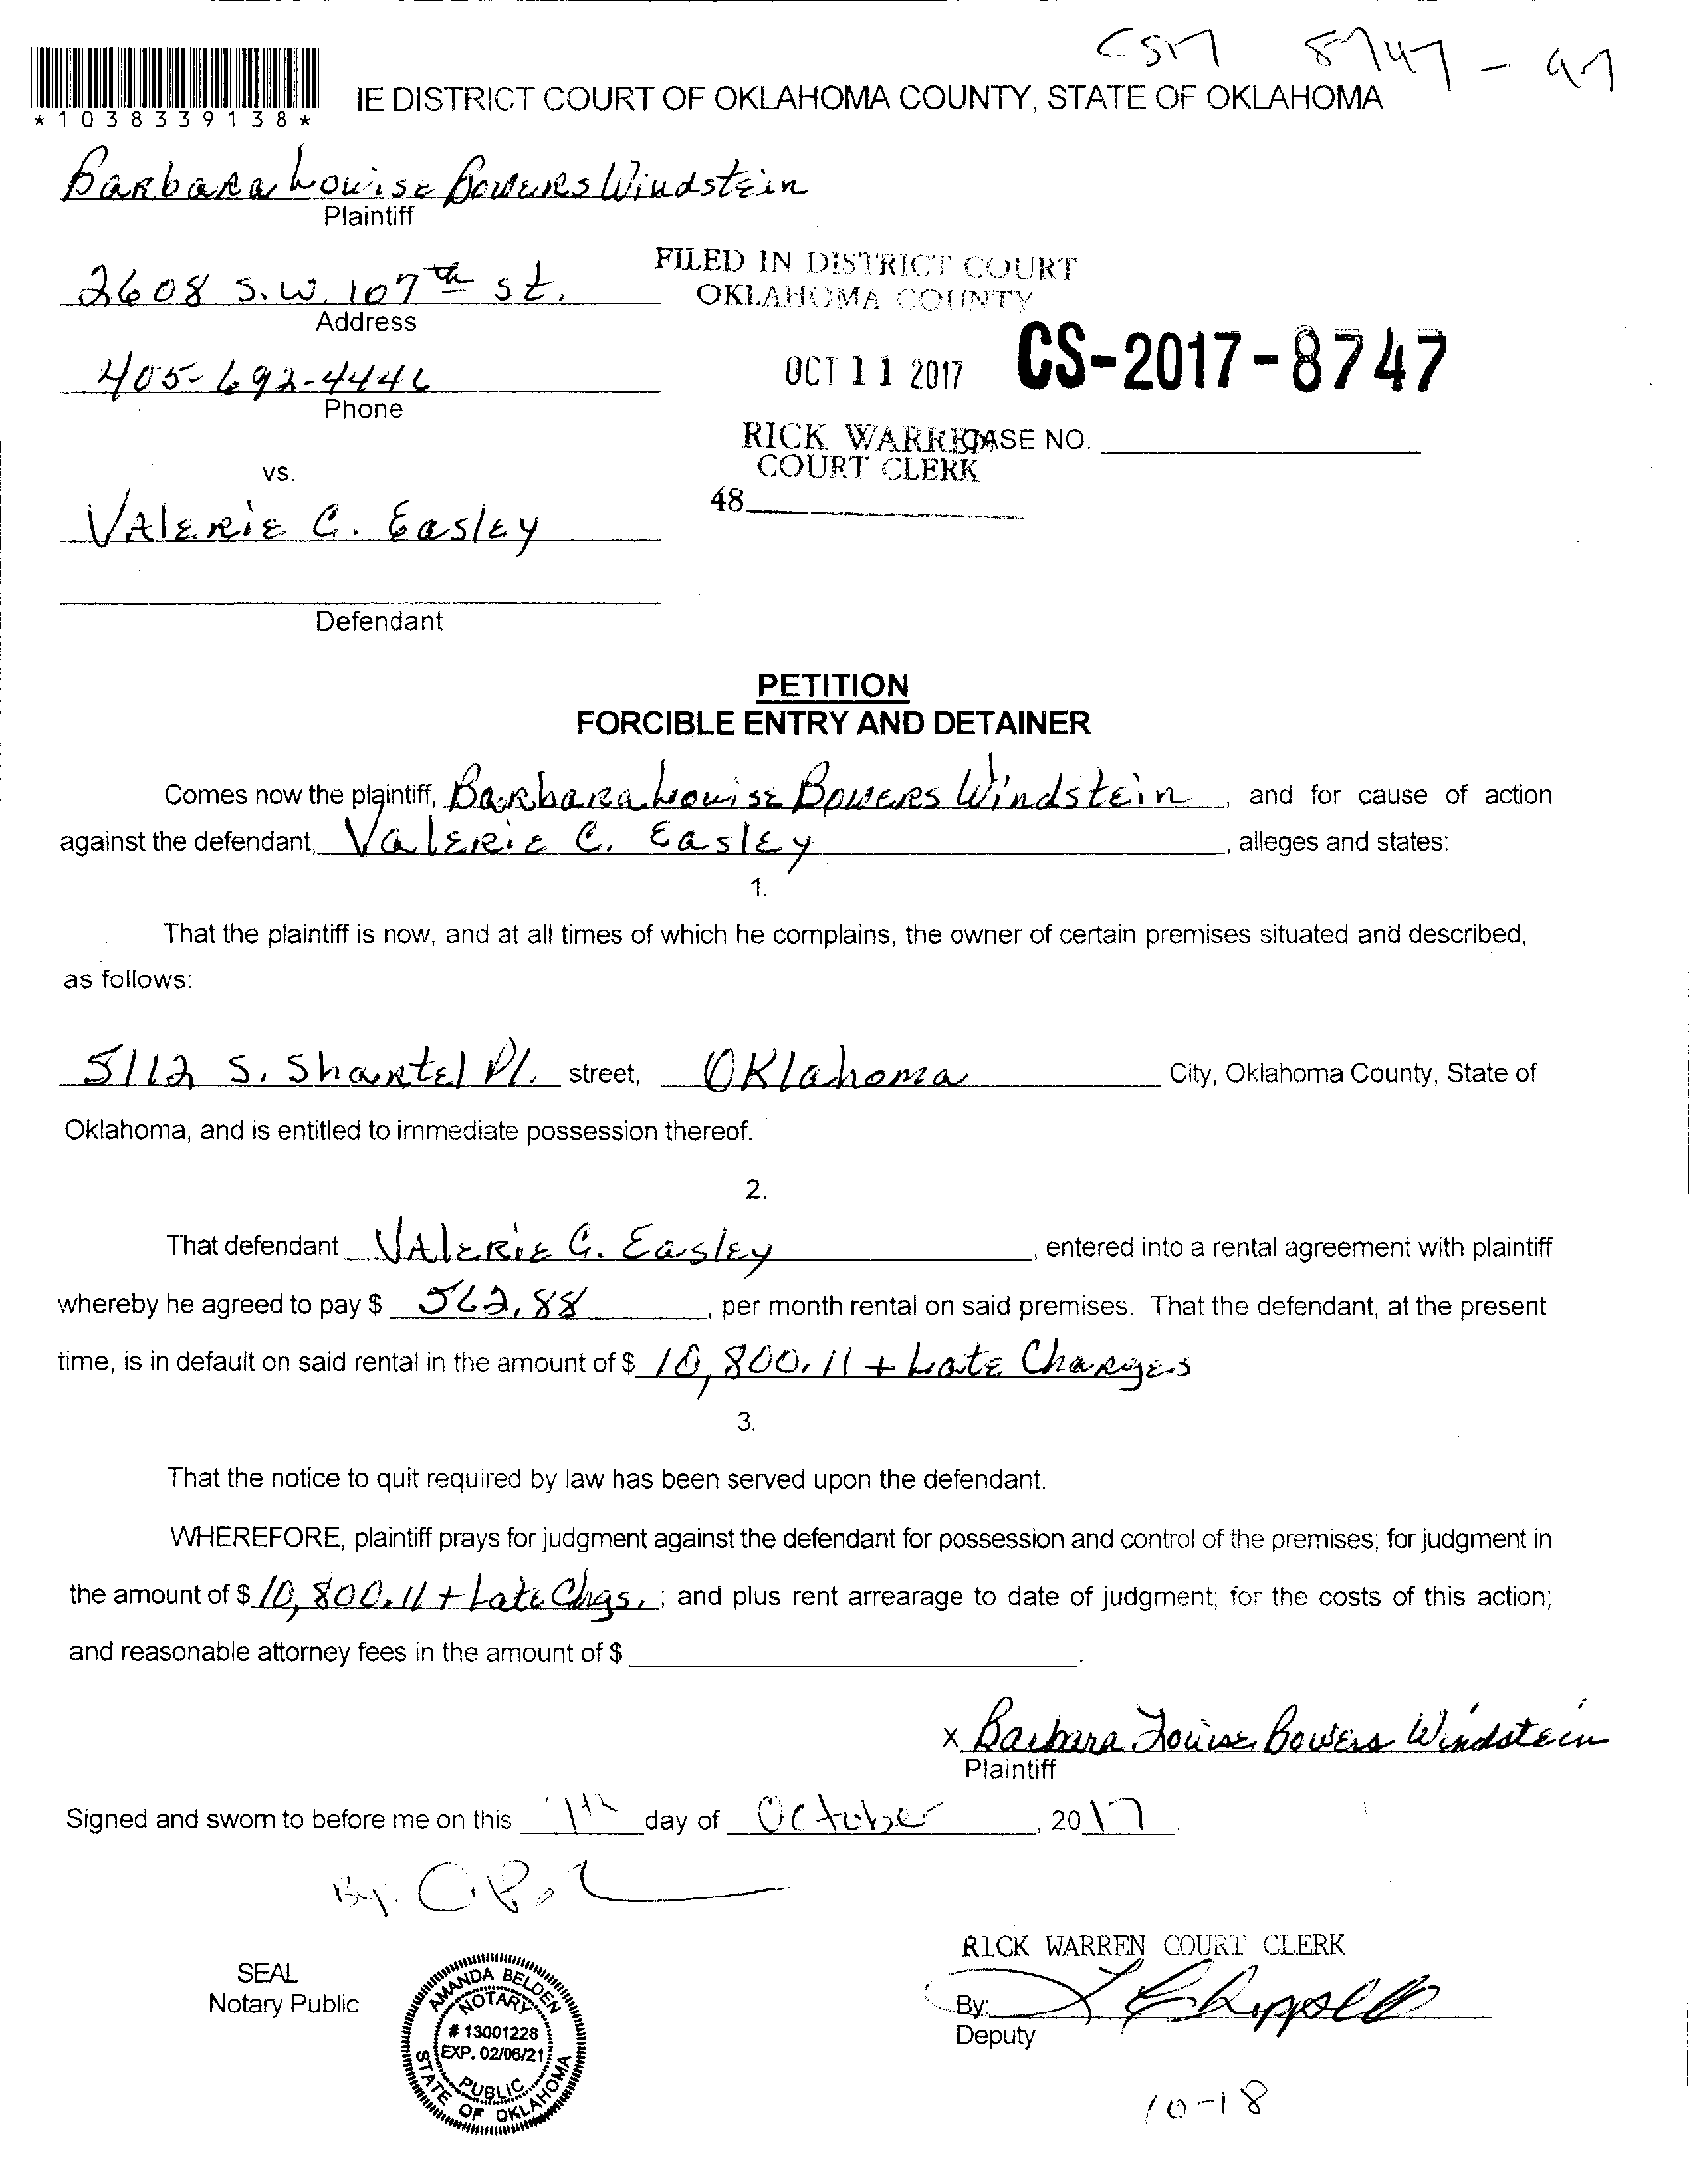 *1038339138*
IE DISTRICT COURT OF OKLAHOMA COUNTY, STATE OF OKLAHOMA
Barbara Louise Bowers Windstein
Plaintiff
2608 S.W. 107th st.
Address
405-692-4446
Phone
FILED IN DISTRICT COURT
OKLAHOMA COUNTY
OCT 11 2017
CS-2017-8747
RICK WARREN CASE NO.
COURT CLERK
48
vs.
Valerie C. Easley
Defendant
PETITION
FORCIBLE ENTRY AND DETAINER
Comes now the plaintiff, Barbara Louise Bowers Windstein, and for cause of action
against the defendant, Valerie C. Easley, alleges and states:
1.
That the plaintiff is now, and at all times of which he complains, the owner of certain premises situated and described,
as follows:
5112 S. Shartel Pl. street, Oklahoma City, Oklahoma County, State of
Oklahoma, and is entitled to immediate possession thereof.
2.
That defendant Valerie C. Easley, entered into a rental agreement with plaintiff
whereby he agreed to pay $ 562.88, per month rental on said premises. That the defendant, at the present
time, is in default on said rental in the amount of $ 10,800.11 + Late Charges
3.
That the notice to quit required by law has been served upon the defendant.
WHEREFORE, plaintiff prays for judgment against the defendant for possession and control of the premises; for judgment in
the amount of $ 10,800.11 + Late Chgs.; and plus rent arrearage to date of judgment; for the costs of this action;
and reasonable attorney fees in the amount of $ .
x Barbara Louise Bowers Windstein
Plaintiff
Signed and sworn to before me on this 11th day of October, 2017
By:
SEAL
Notary Public
AMANDA BELDEN
NOTARY
# 13001228
EXP. 02/06/21
PUBLIC
STATE OF OKLAHOMA
RICK WARREN COURT CLERK
By:
Deputy
10-18